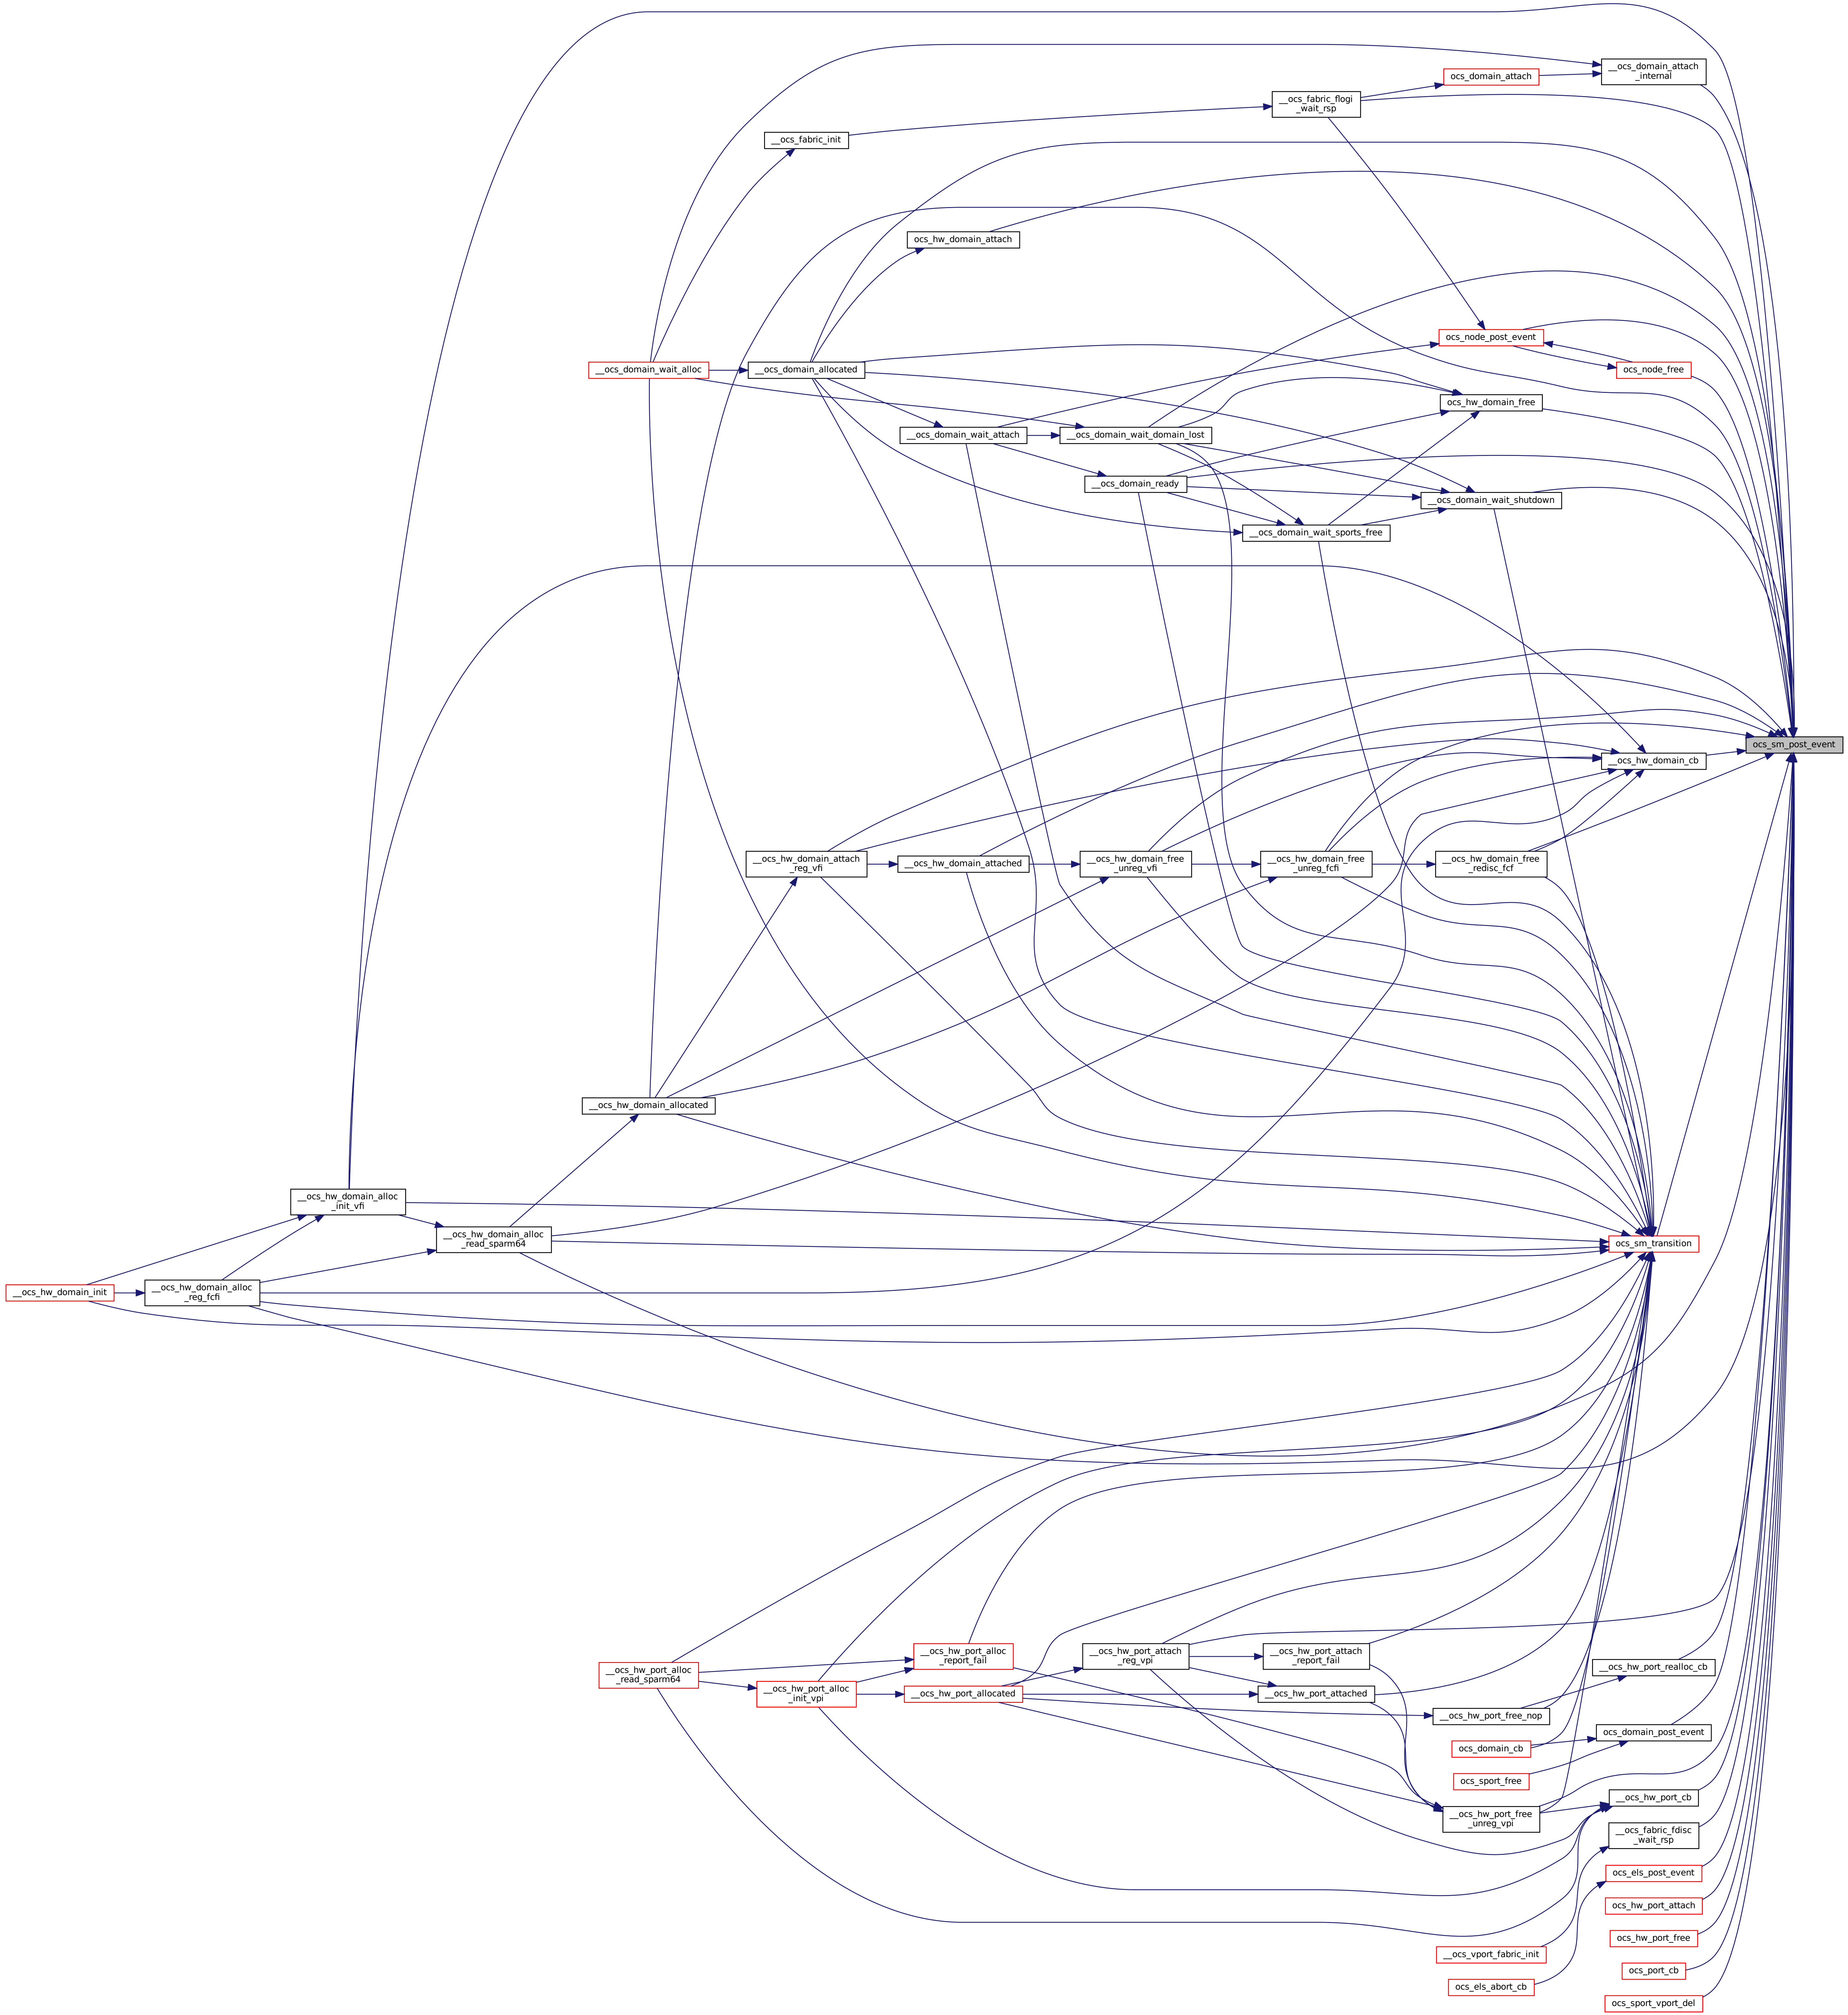 __ocs_domain_attach
_internal
ocs_domain_attach
__ocs_fabric_flogi
_wait_rsp
__ocs_fabric_init
ocs_hw_domain_attach
ocs_node_post_event
__ocs_domain_wait_alloc
__ocs_domain_allocated
ocs_node_free
ocs_hw_domain_free
__ocs_domain_wait_attach
__ocs_domain_wait_domain_lost
__ocs_domain_ready
__ocs_domain_wait_shutdown
__ocs_domain_wait_sports_free
ocs_sm_post_event
__ocs_hw_domain_cb
__ocs_hw_domain_attach
_reg_vfi
__ocs_hw_domain_attached
__ocs_hw_domain_free
_unreg_vfi
__ocs_hw_domain_free
_unreg_fcfi
__ocs_hw_domain_free
_redisc_fcf
__ocs_hw_domain_allocated
__ocs_hw_domain_alloc
_init_vfi
__ocs_hw_domain_alloc
_read_sparm64
ocs_sm_transition
__ocs_hw_domain_init
__ocs_hw_domain_alloc
_reg_fcfi
__ocs_hw_port_alloc
_report_fail
__ocs_hw_port_attach
_reg_vpi
__ocs_hw_port_attach
_report_fail
__ocs_hw_port_realloc_cb
__ocs_hw_port_alloc
_read_sparm64
__ocs_hw_port_alloc
_init_vpi
__ocs_hw_port_allocated
__ocs_hw_port_attached
__ocs_hw_port_free_nop
ocs_domain_post_event
ocs_domain_cb
ocs_sport_free
__ocs_hw_port_cb
__ocs_hw_port_free
_unreg_vpi
__ocs_fabric_fdisc
_wait_rsp
ocs_els_post_event
ocs_hw_port_attach
ocs_hw_port_free
__ocs_vport_fabric_init
ocs_port_cb
ocs_els_abort_cb
ocs_sport_vport_del